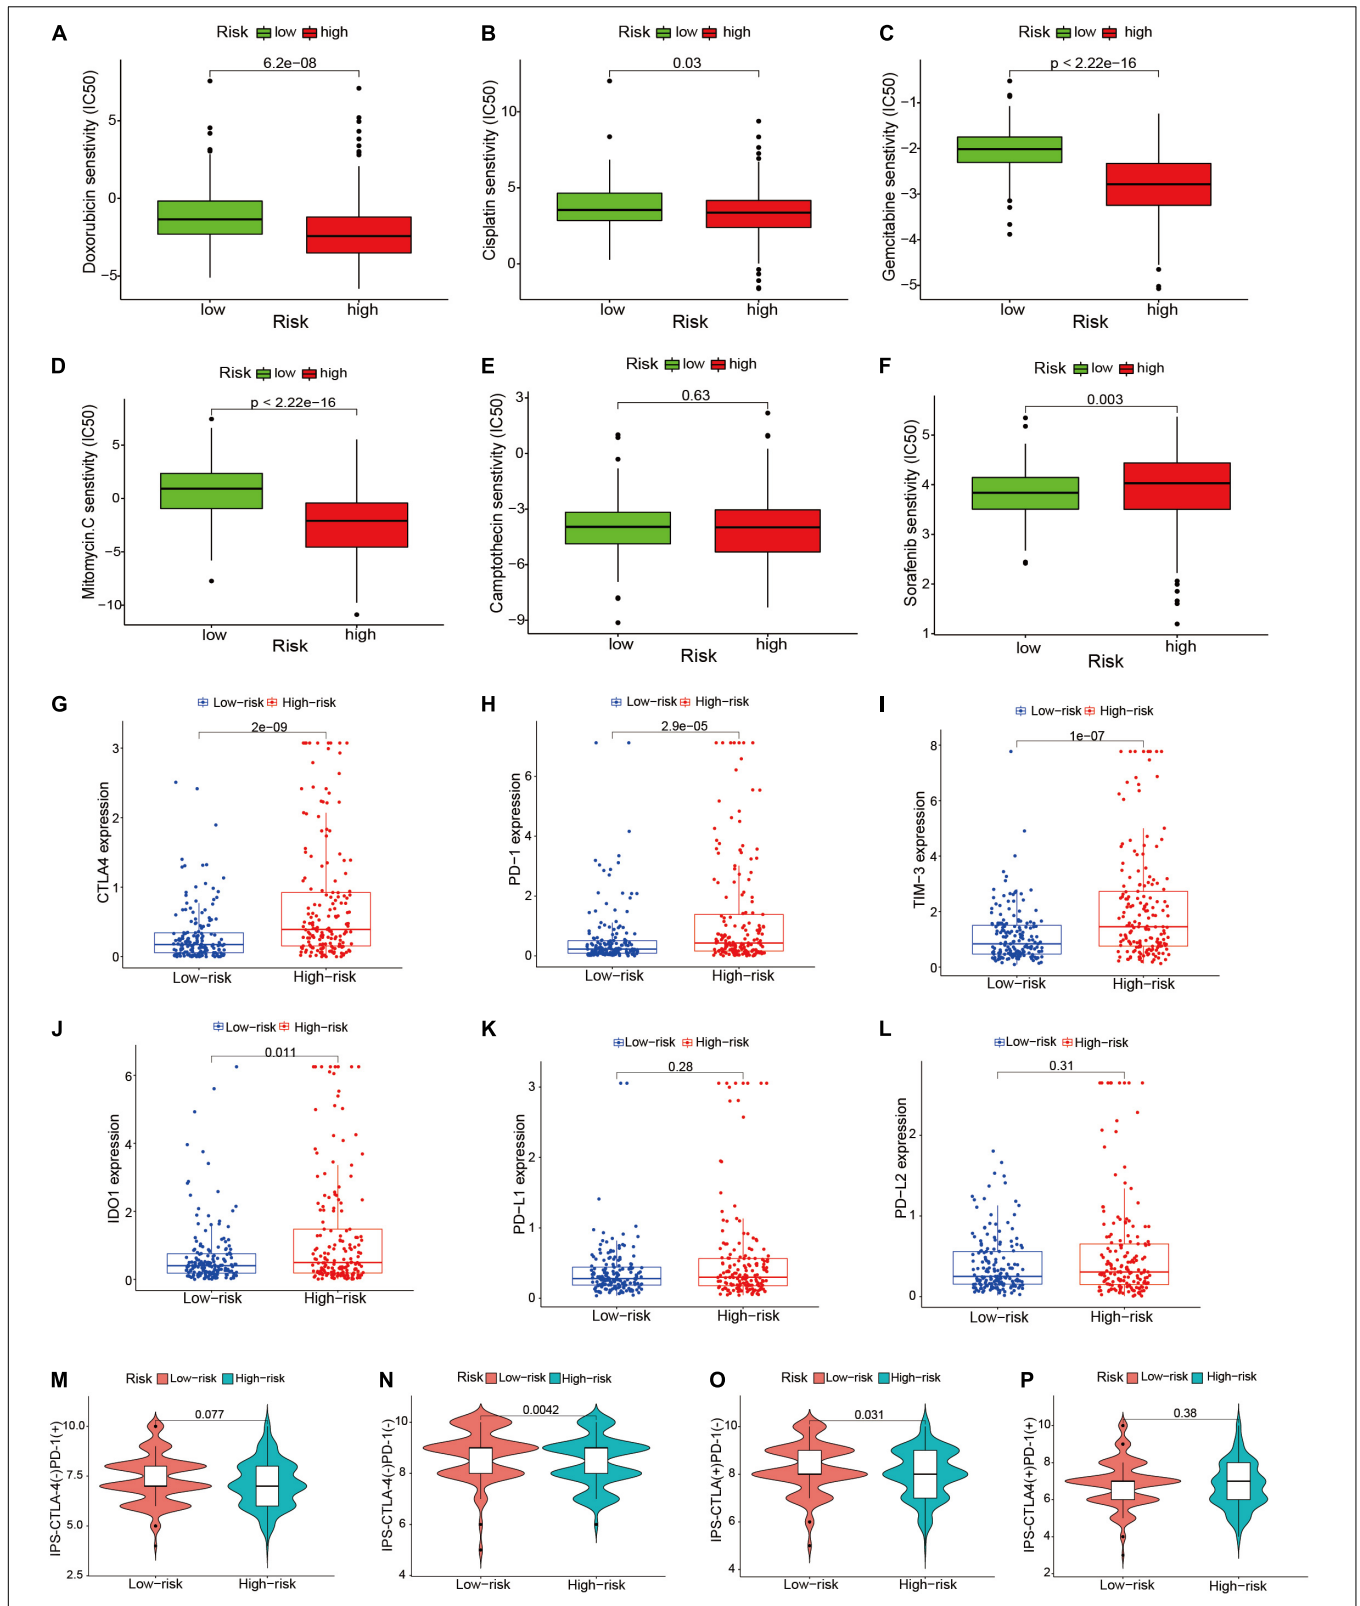 A
Risk low high
6.2e−08
Doxorubicin senstivity (IC50)
5
0
−5
low high
Risk
B
Risk low high
0.03
Cisplatin senstivity (IC50)
10
5
0
low high
Risk
C
Risk low high
p < 2.22e−16
Gemcitabine senstivity (IC50)
−1
−2
−3
−4
−5
low high
Risk
D
Risk low high
p < 2.22e−16
Mitomycin.C senstivity (IC50)
5
0
−5
−10
low high
Risk
E
Risk low high
0.63
Camptothecin senstivity (IC50)
3
0
−3
−6
−9
low high
Risk
F
Risk low high
0.003
Sorafenib senstivity (IC50)
5
4
3
2
1
low high
Risk
G
Low−risk High−risk
2e−09
CTLA4 expression
3
2
1
0
Low−risk High−risk
H
Low−risk High−risk
2.9e−05
PD−1 expression
6
4
2
0
Low−risk High−risk
I
Low−risk High−risk
1e−07
TIM−3 expression
8
6
4
2
0
Low−risk High−risk
J
Low−risk High−risk
0.011
IDO1 expression
6
4
2
0
Low−risk High−risk
K
Low−risk High−risk
0.28
PD−L1 expression
3
2
1
0
Low−risk High−risk
L
Low−risk High−risk
0.31
PD−L2 expression
2
1
0
Low−risk High−risk
M
Risk Low−risk High−risk
0.077
IPS-CTLA-4(-)PD-1(+)
10.0
7.5
5.0
2.5
Low−risk High−risk
N
Risk Low−risk High−risk
0.0042
IPS-CTLA-4(-)PD-1(-)
10
8
6
4
Low−risk High−risk
O
Risk Low−risk High−risk
0.031
IPS-CTLA(+)PD-1(-)
10
8
6
4
Low−risk High−risk
P
Risk Low−risk High−risk
0.38
IPS-CTLA4(+)PD-1(+)
10
8
6
4
2
Low−risk High−risk